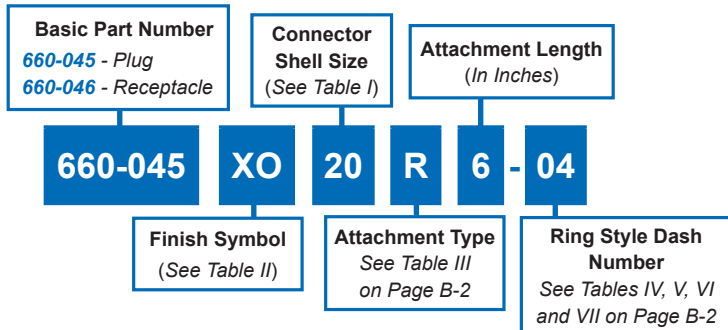 Basic Part Number
660-045 - Plug
660-046 - Receptacle
Connector
Shell Size
(See Table I)
Attachment Length
(In Inches)
660-045 XO 20 R 6 - 04
Finish Symbol
(See Table II)
Attachment Type
See Table III
on Page B-2
Ring Style Dash
Number
See Tables IV, V, VI
and VII on Page B-2